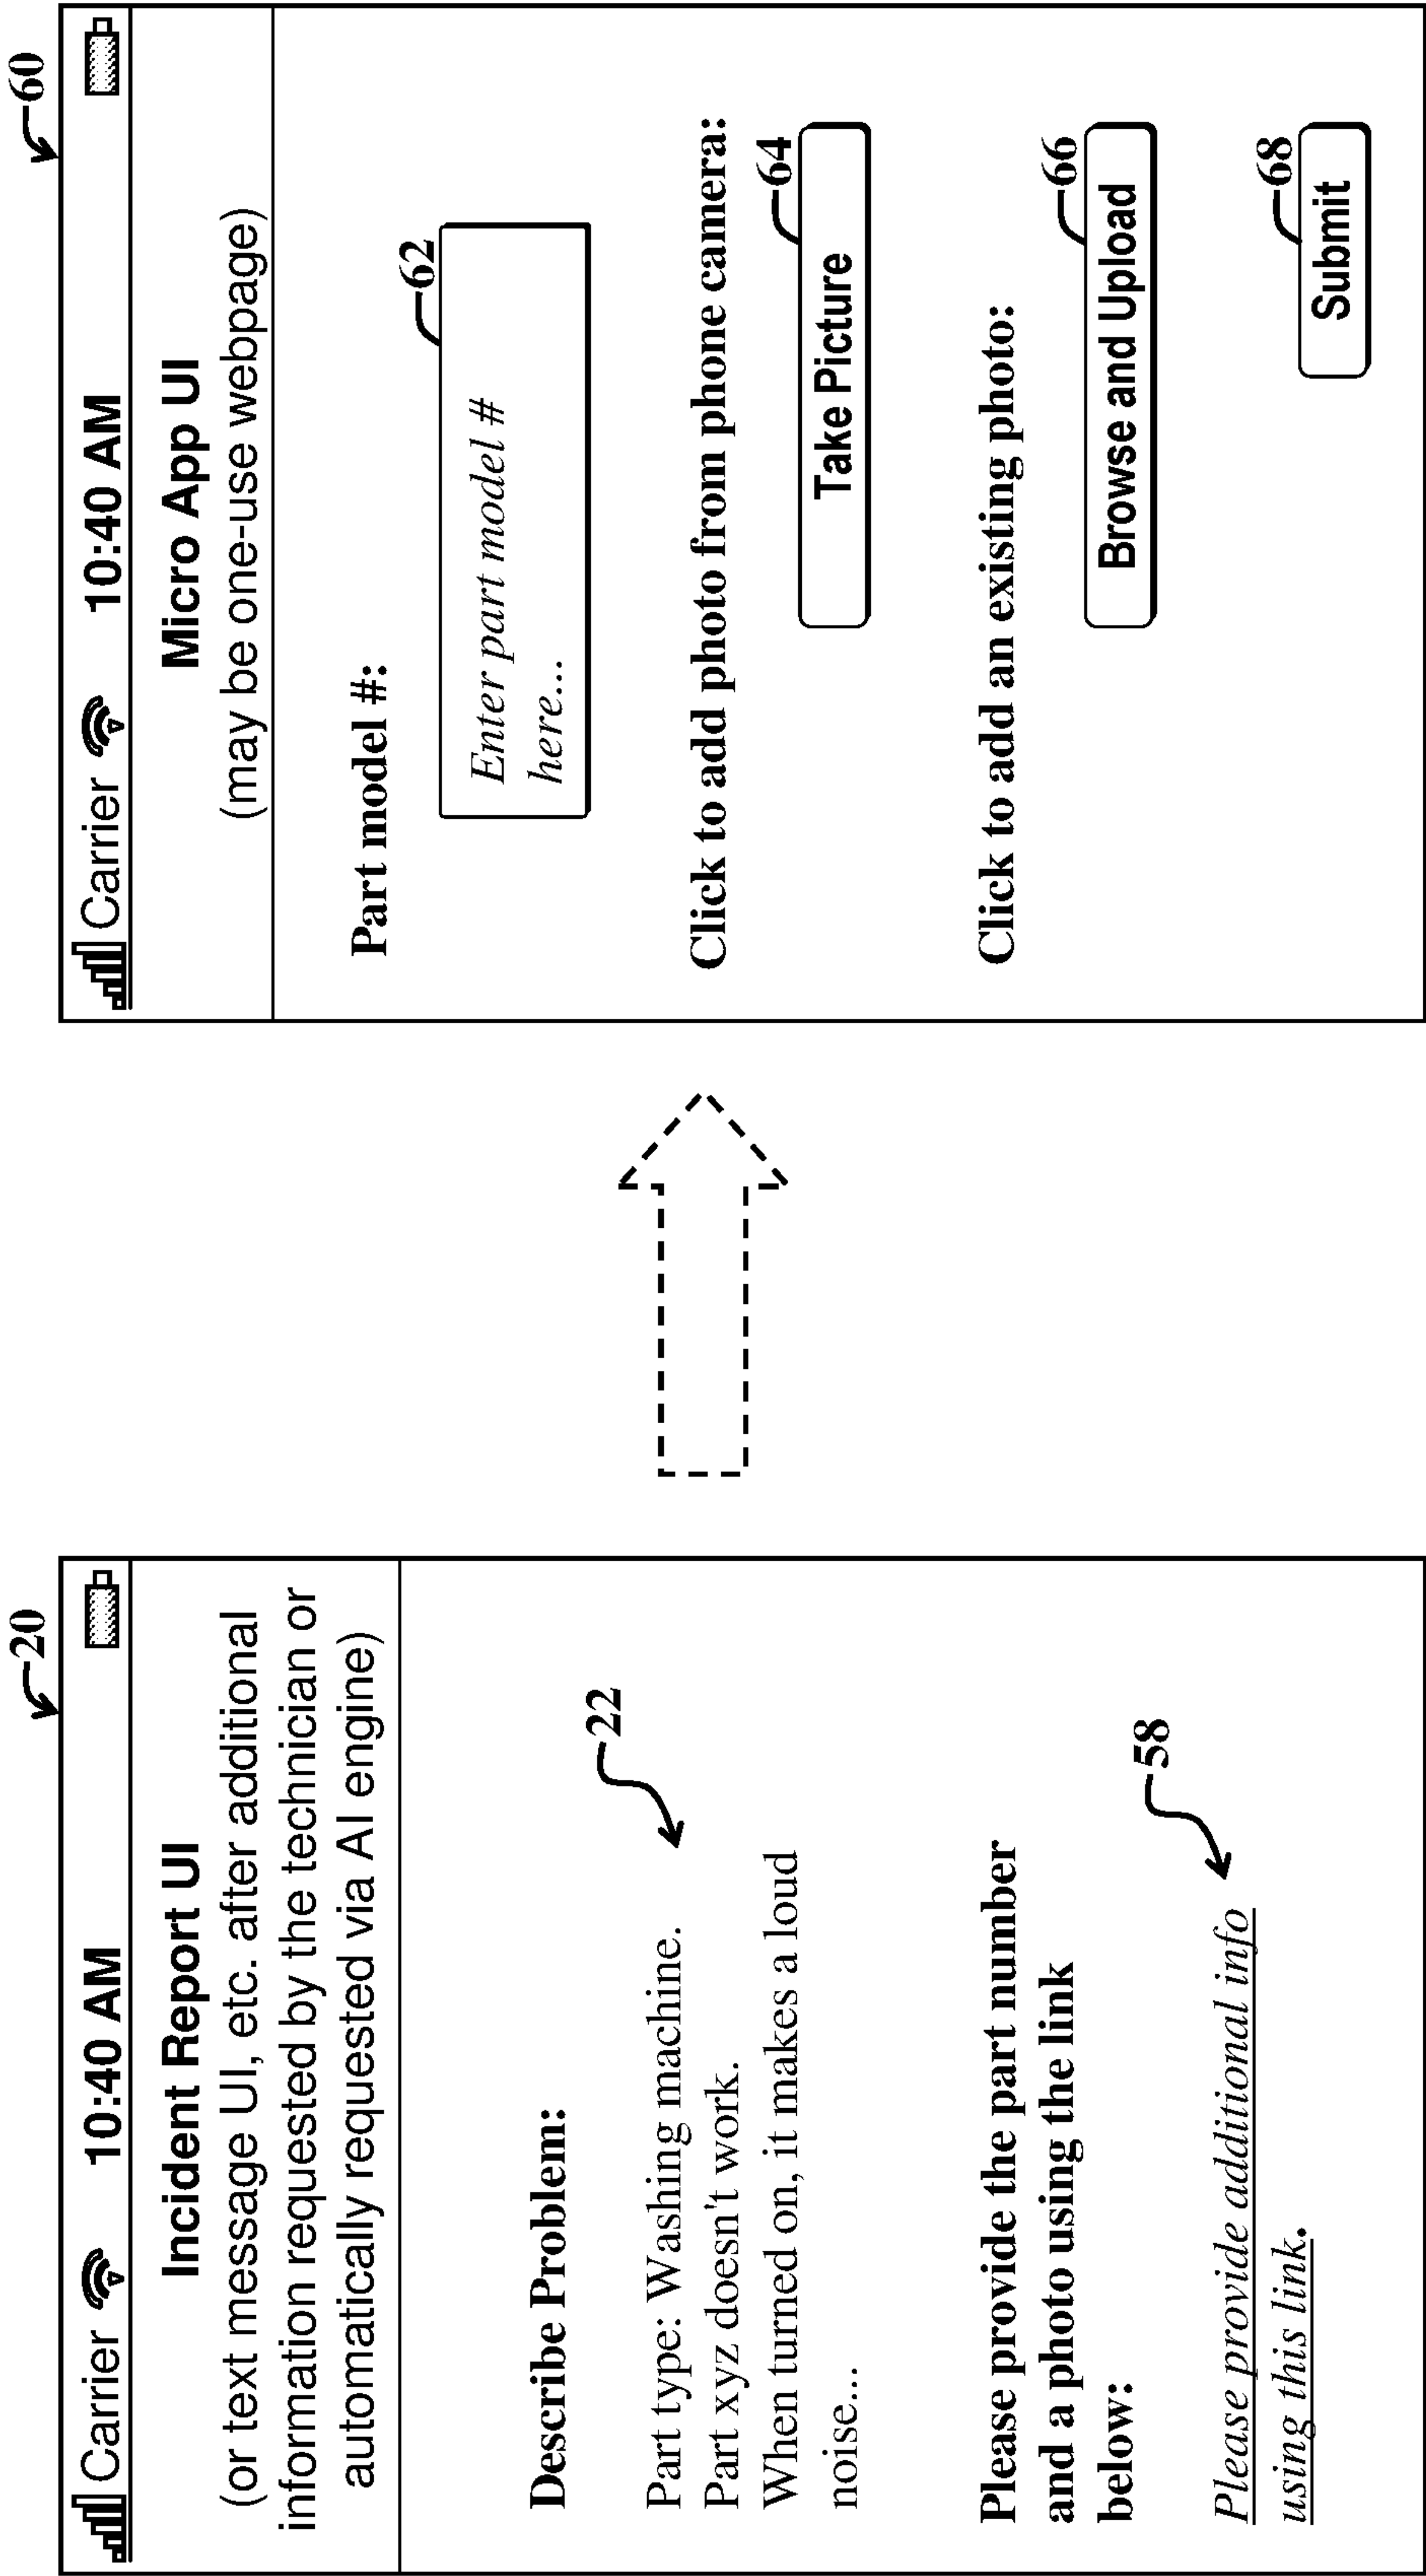 20
Carrier 10:40 AM
Incident Report UI
(or text message UI, etc. after additional
information requested by the technician or
automatically requested via AI engine)
Describe Problem:
22
Part type: Washing machine.
Part xyz doesn't work.
When turned on, it makes a loud
noise...
Please provide the part number
and a photo using the link
below:
58
Please provide additional info
using this link.
60
Carrier 10:40 AM
Micro App UI
(may be one-use webpage)
Part model #:
62
Enter part model #
here...
Click to add photo from phone camera:
64
Take Picture
Click to add an existing photo:
66
Browse and Upload
68
Submit